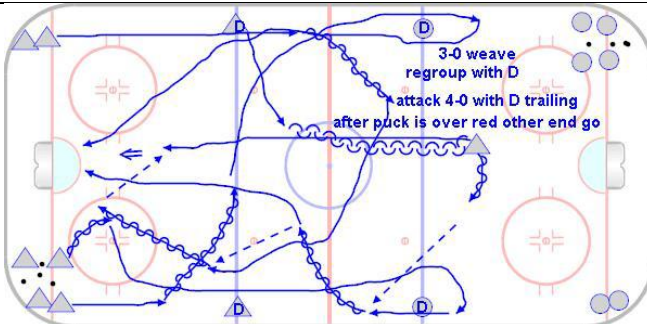 D
D
3-0 weave
regroup with D
attack 4-0 with D trailing
after puck is over red other end go
D
D